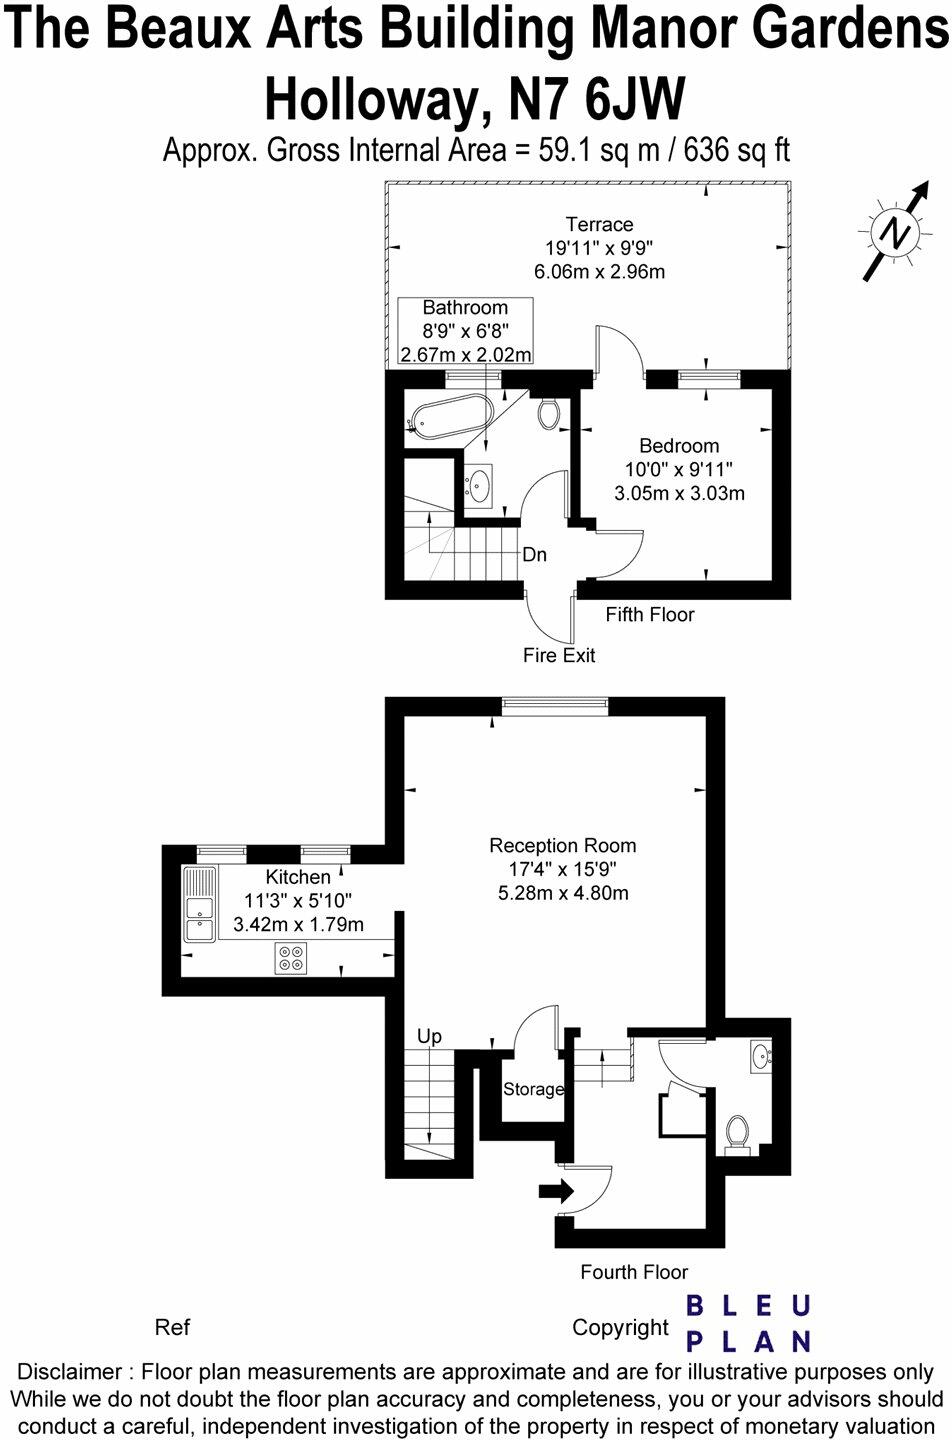 The Beaux Arts Building Manor Gardens
Holloway, N7 6JW
Approx. Gross Internal Area = 59.1 sq m / 636 sq ft
N
Terrace
19'11" x 9'9"
6.06m x 2.96m
Bathroom
8'9" x 6'8"
2.67m x 2.02m
Bedroom
10'0" x 9'11"
3.05m x 3.03m
Dn
Fifth Floor
Fire Exit
Reception Room
17'4" x 15'9"
5.28m x 4.80m
Kitchen
11'3" x 5'10"
3.42m x 1.79m
Up
Storage
Fourth Floor
Ref
Copyright
BLEU
PLAN
Disclaimer : Floor plan measurements are approximate and are for illustrative purposes only
While we do not doubt the floor plan accuracy and completeness, you or your advisors should
conduct a careful, independent investigation of the property in respect of monetary valuation